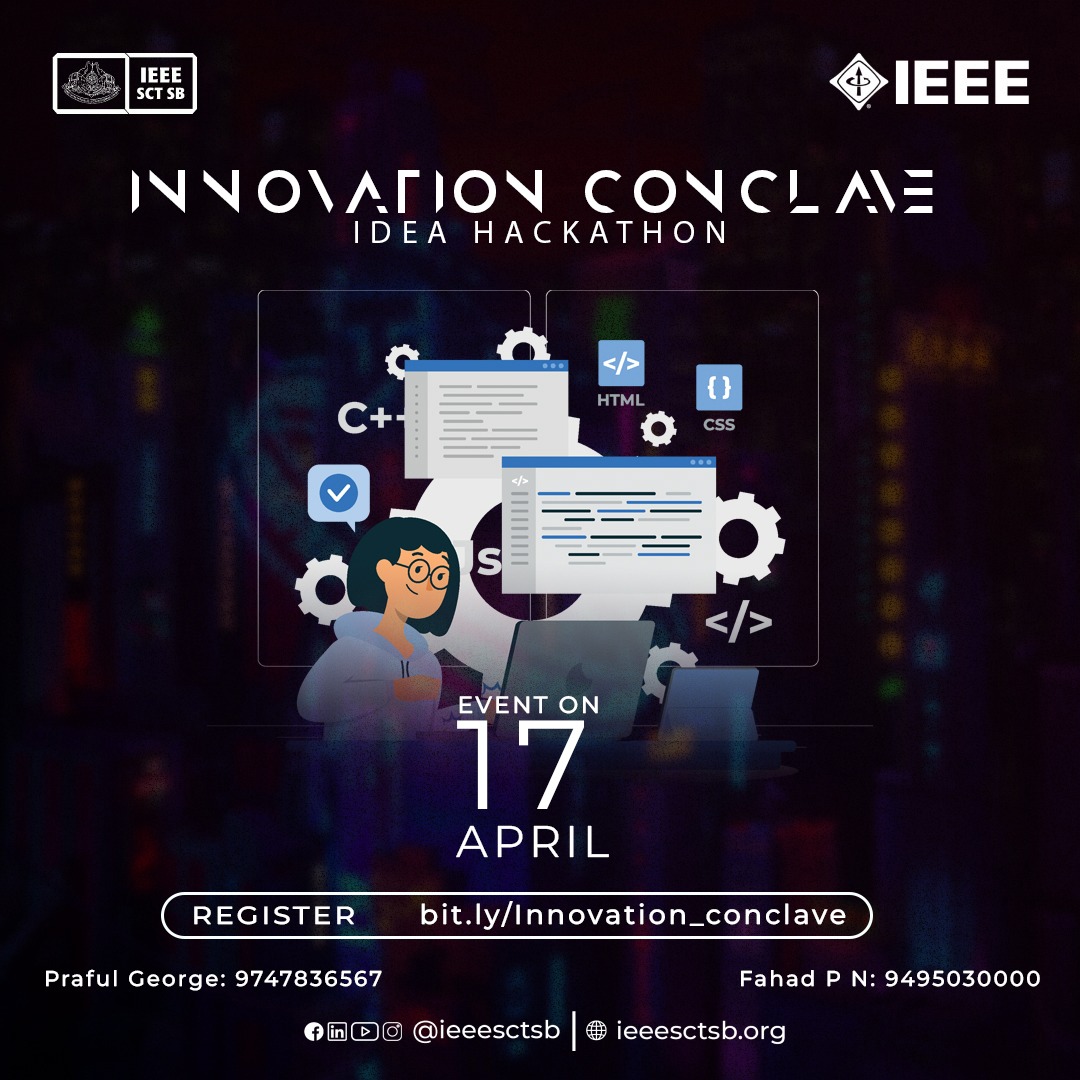 IEEE
SCT SB
IEEE
INNOVATION CONCLAVE
IDEA HACKATHON
</>
HTML
{}
CSS
C++
</>
JS
</>
EVENT ON
17
APRIL
REGISTER bit.ly/Innovation_conclave
Praful George: 9747836567
Fahad P N: 9495030000
@ieeesctsb | ieeesctsb.org